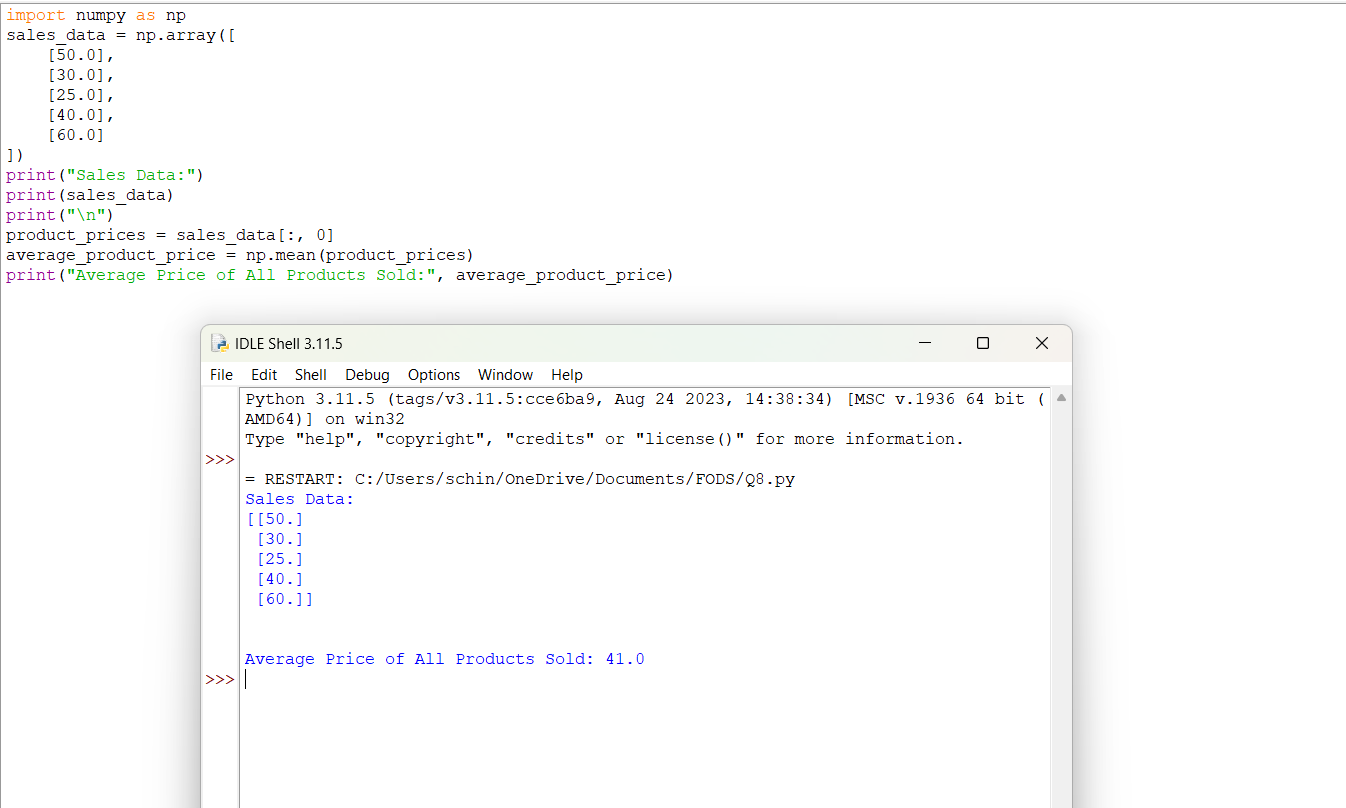 import numpy as np
sales_data = np.array([
    [50.0],
    [30.0],
    [25.0],
    [40.0],
    [60.0]
])
print("Sales Data:")
print(sales_data)
print("\n")
product_prices = sales_data[:, 0]
average_product_price = np.mean(product_prices)
print("Average Price of All Products Sold:", average_product_price)
IDLE Shell 3.11.5
File Edit Shell Debug Options Window Help
Python 3.11.5 (tags/v3.11.5:cce6ba9, Aug 24 2023, 14:38:34) [MSC v.1936 64 bit (
AMD64)] on win32
Type "help", "copyright", "credits" or "license()" for more information.
>>>
= RESTART: C:/Users/schin/OneDrive/Documents/FODS/Q8.py
Sales Data:
[[50.]
 [30.]
 [25.]
 [40.]
 [60.]]
Average Price of All Products Sold: 41.0
>>>